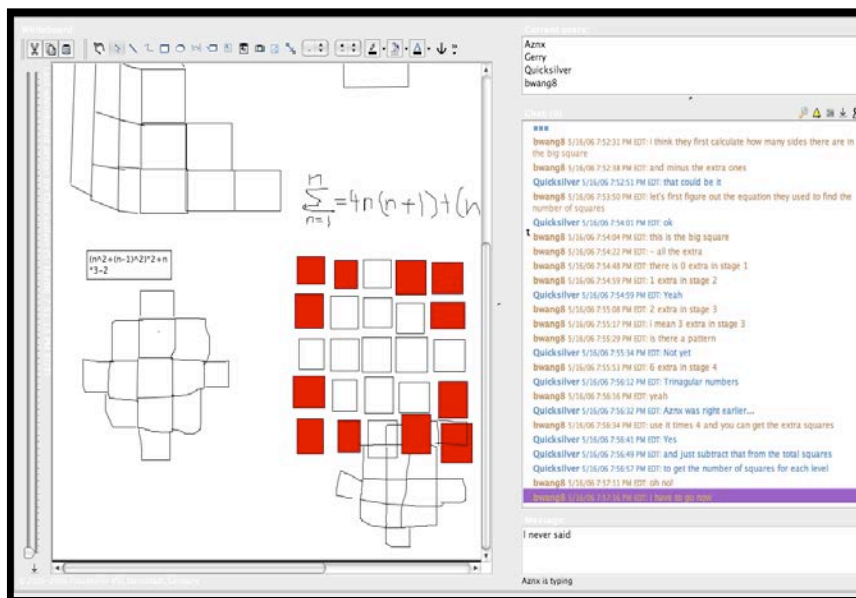 Whiteboard
Current users:
Aznx
Gerry
Quicksilver
bwang8
bwang8 5/16/06 7:52:31 PM EDT: i think they first calculate how many sides there are in
the big square
bwang8 5/16/06 7:52:38 PM EDT: and minus the extra ones
Quicksilver 5/16/06 7:52:51 PM EDT: that could be it
bwang8 5/16/06 7:53:50 PM EDT: let's first figure out the equation they used to find the
number of squares
Quicksilver 5/16/06 7:54:01 PM EDT: ok
bwang8 5/16/06 7:54:04 PM EDT: this is the big square
bwang8 5/16/06 7:54:22 PM EDT: - all the extra
bwang8 5/16/06 7:54:48 PM EDT: there is 0 extra in stage 1
bwang8 5/16/06 7:54:59 PM EDT: 1 extra in stage 2
Quicksilver 5/16/06 7:54:59 PM EDT: Yeah
bwang8 5/16/06 7:55:08 PM EDT: 2 extra in stage 3
bwang8 5/16/06 7:55:17 PM EDT: i mean 3 extra in stage 3
bwang8 5/16/06 7:55:29 PM EDT: is there a pattern
Quicksilver 5/16/06 7:55:34 PM EDT: Not yet
bwang8 5/16/06 7:55:53 PM EDT: 6 extra in stage 4
Quicksilver 5/16/06 7:56:12 PM EDT: Trinagular numbers
bwang8 5/16/06 7:56:16 PM EDT: yeah
Quicksilver 5/16/06 7:56:32 PM EDT: Aznx was right earlier...
bwang8 5/16/06 7:56:34 PM EDT: use it times 4 and you can get the extra squares
Quicksilver 5/16/06 7:56:41 PM EDT: Yes
Quicksilver 5/16/06 7:56:49 PM EDT: and just subtract that from the total squares
Quicksilver 5/16/06 7:56:57 PM EDT: to get the number of squares for each level
bwang8 5/16/06 7:57:11 PM EDT: oh no!
bwang8 5/16/06 7:57:16 PM EDT: i have to go now
Message:
I never said
Aznx is typing
n
∑ =4n(n+1)+(n
n=1
(n^2+(n-1)^2)*2+n
*3-2